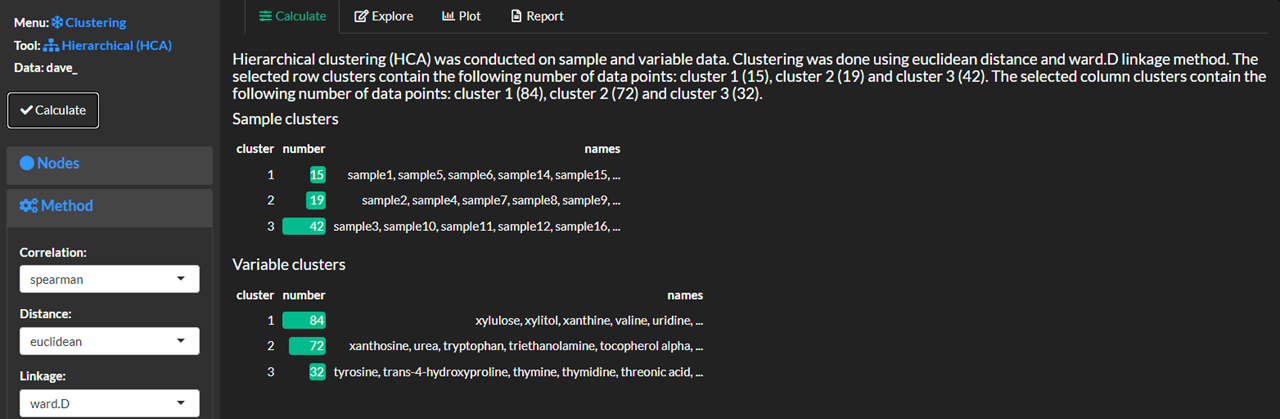 Menu: Clustering
Tool: Hierarchical (HCA)
Data: dave_
Calculate
Nodes
Method
Correlation:
spearman
Distance:
euclidean
Linkage:
ward.D
Calculate Explore Plot Report
Hierarchical clustering (HCA) was conducted on sample and variable data. Clustering was done using euclidean distance and ward.D linkage method. The
selected row clusters contain the following number of data points: cluster 1 (15), cluster 2 (19) and cluster 3 (42). The selected column clusters contain the
following number of data points: cluster 1 (84), cluster 2 (72) and cluster 3 (32).
Sample clusters
cluster number names
1 15 sample1, sample5, sample6, sample14, sample15, ...
2 19 sample2, sample4, sample7, sample8, sample9, ...
3 42 sample3, sample10, sample11, sample12, sample16, ...
Variable clusters
cluster number names
1 84 xylulose, xylitol, xanthine, valine, uridine, ...
2 72 xanthosine, urea, tryptophan, triethanolamine, tocopherol alpha, ...
3 32 tyrosine, trans-4-hydroxyproline, thymine, thymidine, threonic acid, ...